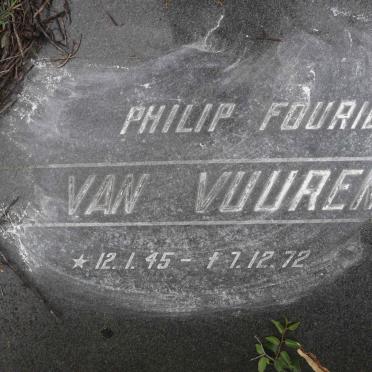 PHILIP FOURIE
VAN VUUREN
★ 12.1.45 - † 7.12.72